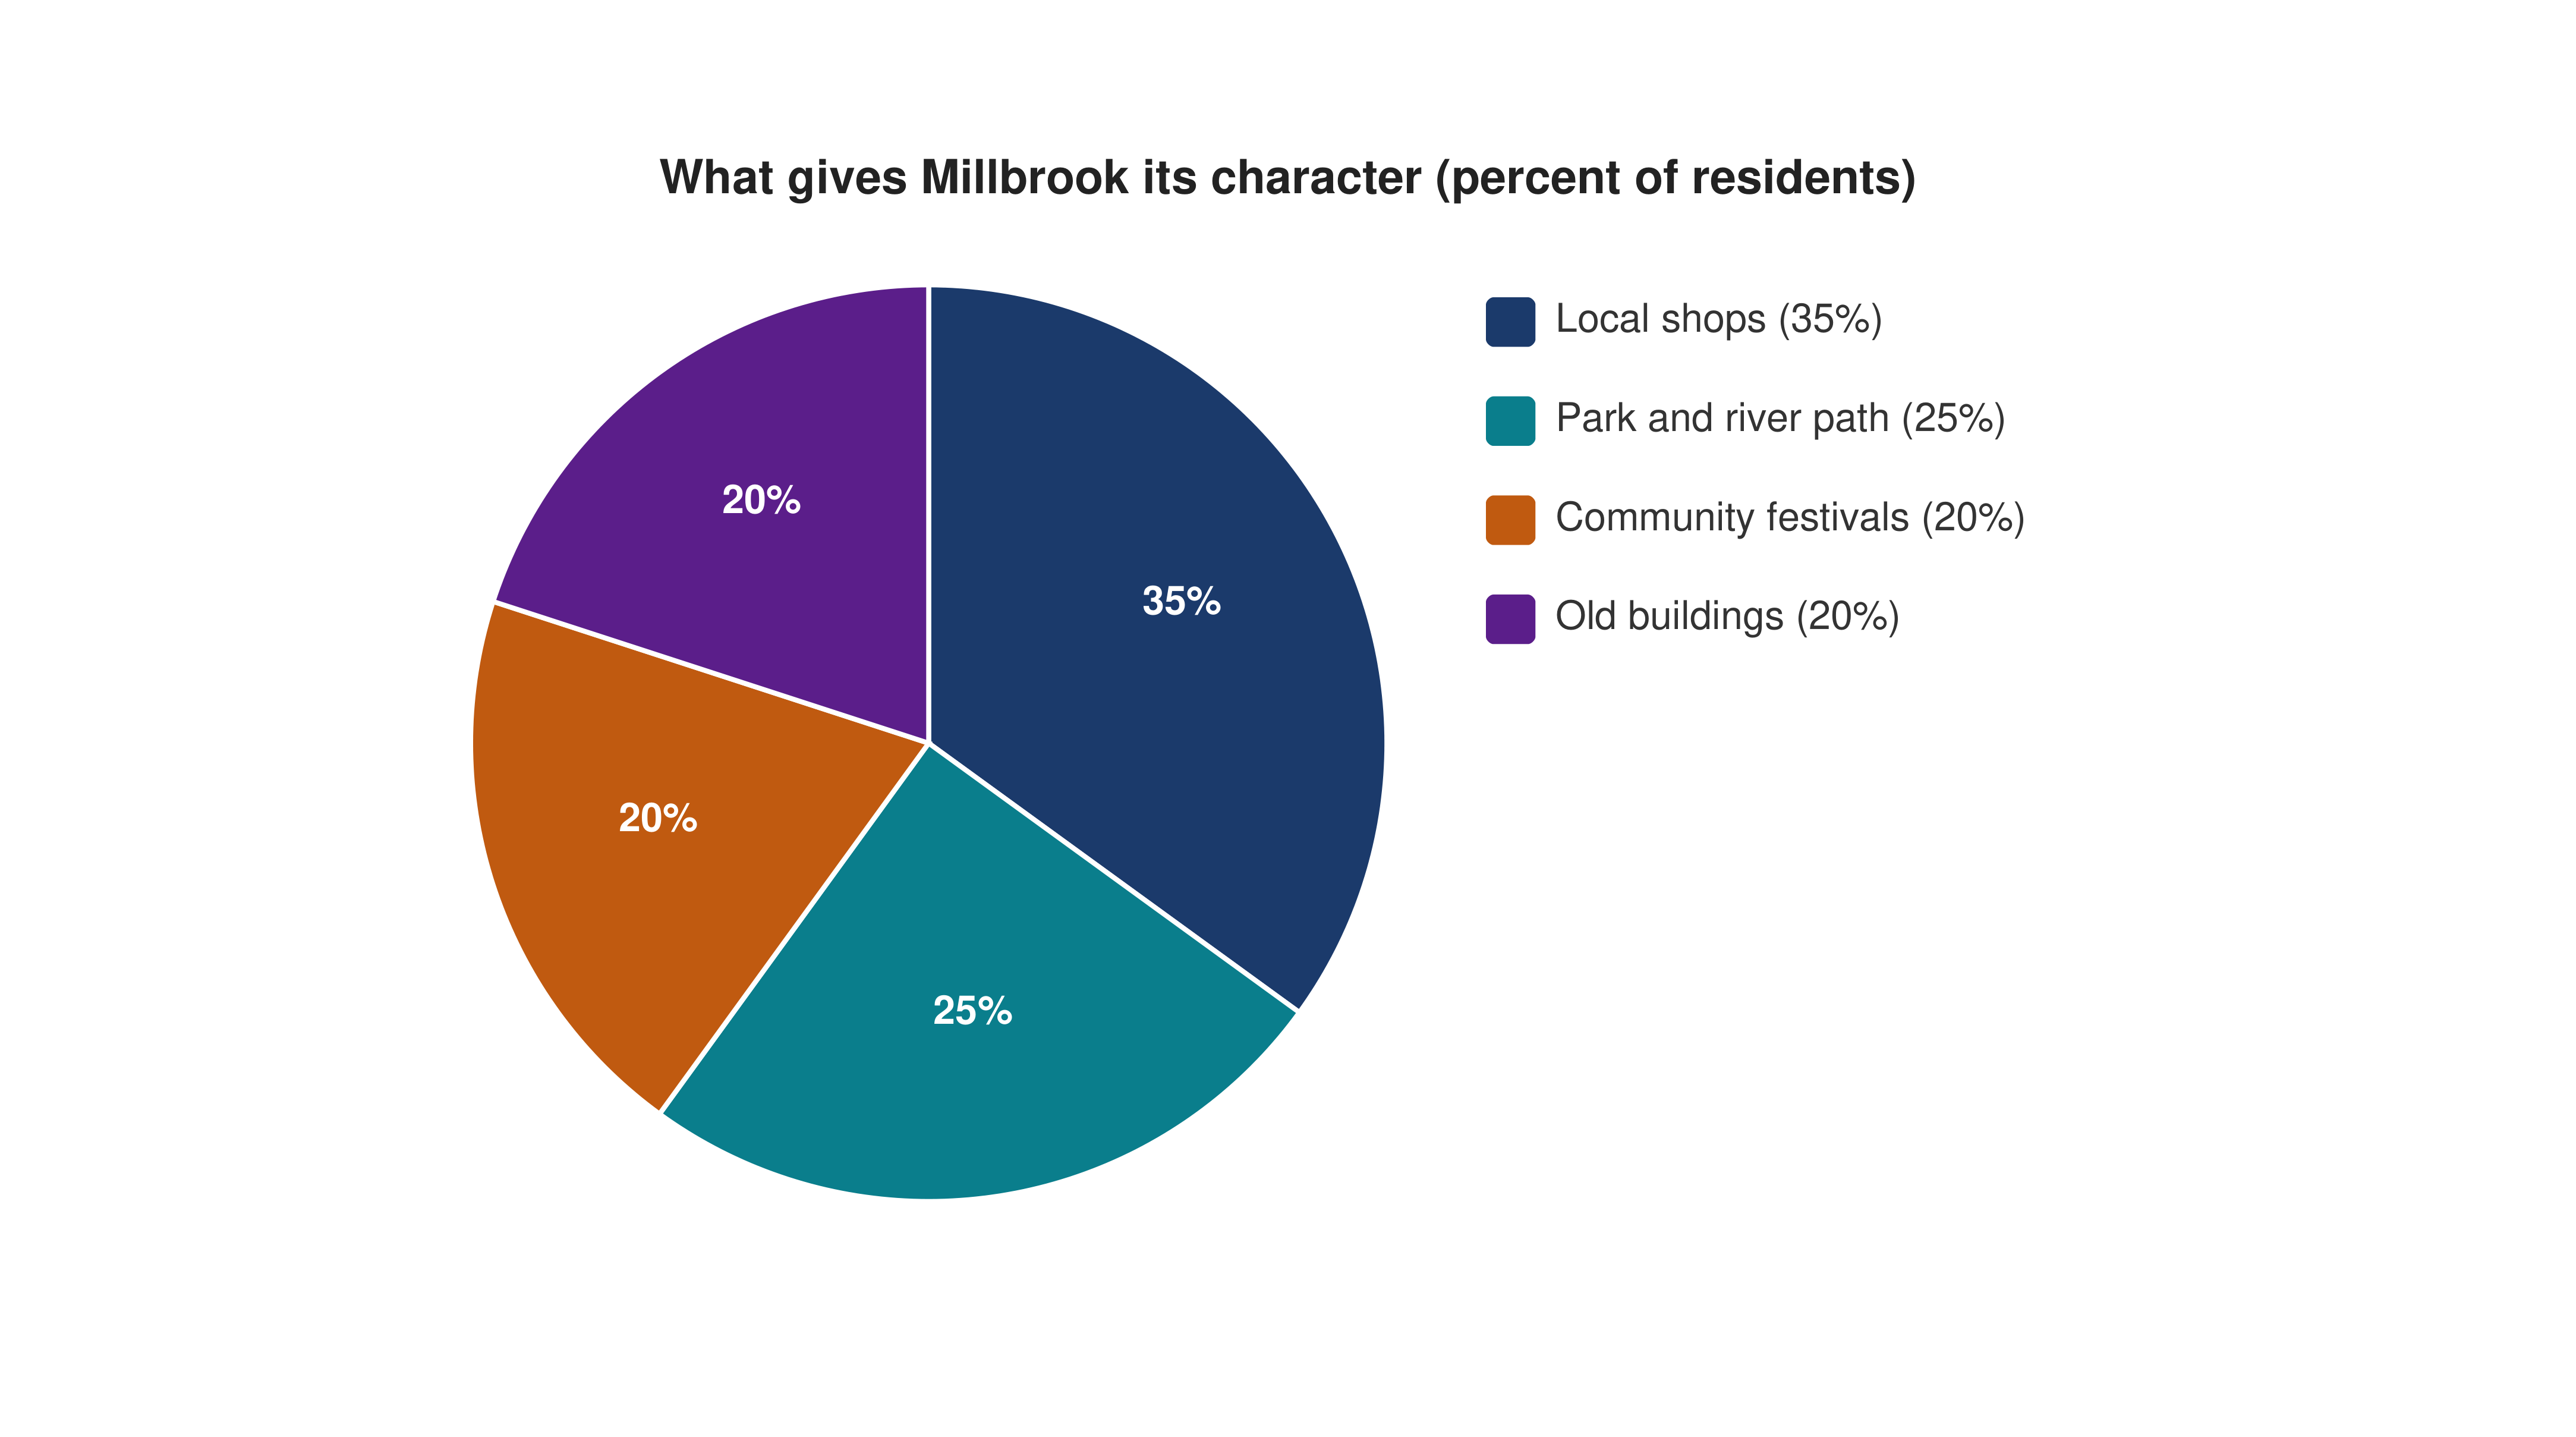 What gives Millbrook its character (percent of residents)
Local shops (35%)
Park and river path (25%)
Community festivals (20%)
Old buildings (20%)
20%
35%
20%
25%